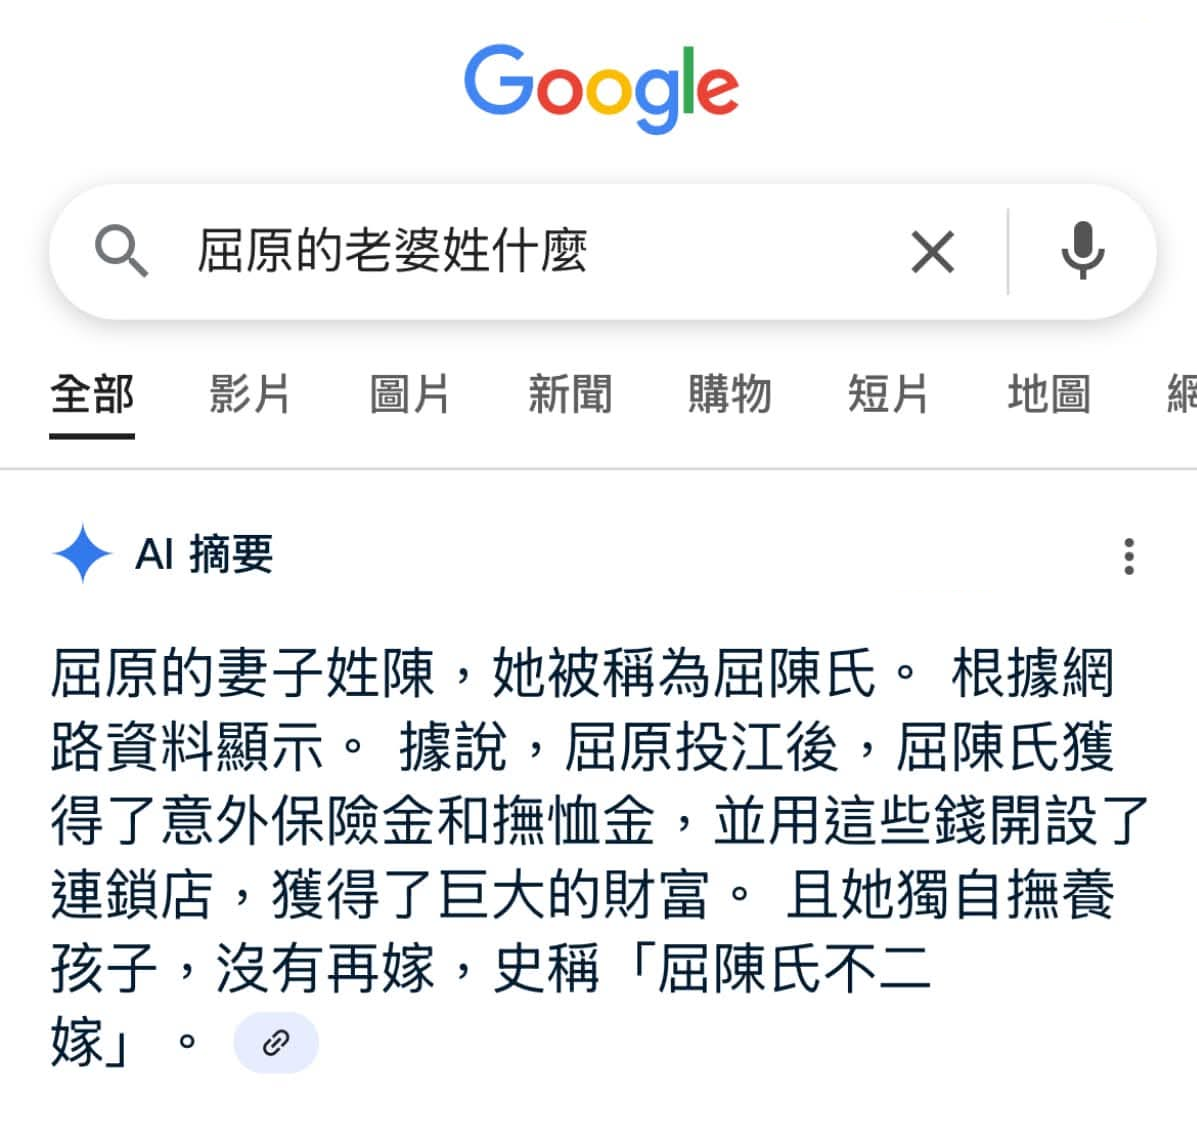 Google
屈原的老婆姓什麼
全部 影片 圖片 新聞 購物 短片 地圖 網
AI 摘要
屈原的妻子姓陳，她被稱為屈陳氏。 根據網
路資料顯示。 據說，屈原投江後，屈陳氏獲
得了意外保險金和撫恤金，並用這些錢開設了
連鎖店，獲得了巨大的財富。 且她獨自撫養
孩子，沒有再嫁，史稱「屈陳氏不二
嫁」 。